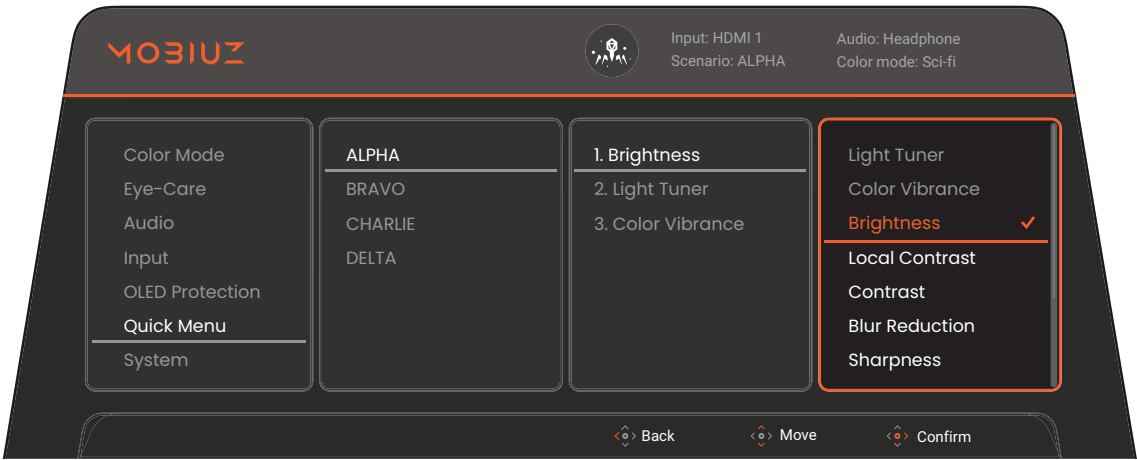 MOBIUZ
Input: HDMI 1
Scenario: ALPHA
Audio: Headphone
Color mode: Sci-fi
Color Mode
Eye-Care
Audio
Input
OLED Protection
Quick Menu
System
ALPHA
BRAVO
CHARLIE
DELTA
1. Brightness
2. Light Tuner
3. Color Vibrance
Light Tuner
Color Vibrance
Brightness
Local Contrast
Contrast
Blur Reduction
Sharpness
Back
Move
Confirm